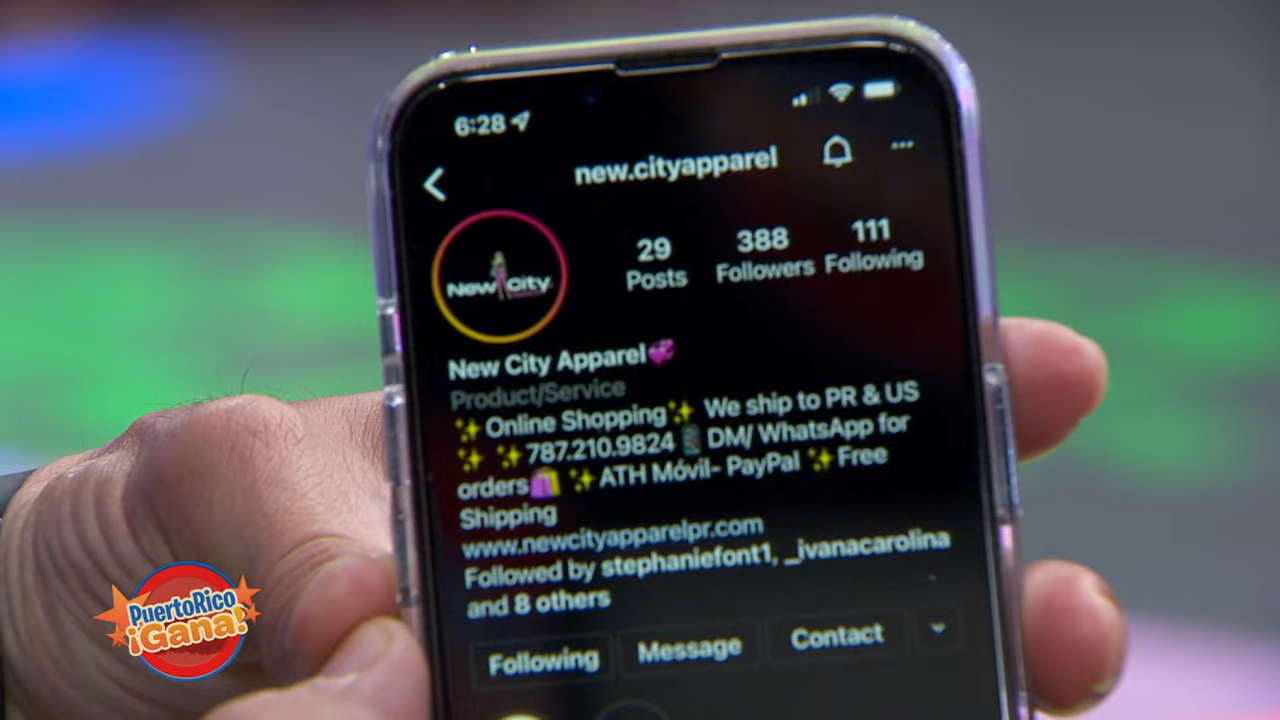 6:28
new.cityapparel
29 388 111
Posts Followers Following
New City
New City Apparel💞
Product/Service
✨Online Shopping✨ We ship to PR & US
✨ ✨787.210.9824📱DM/ WhatsApp for
orders🛍️ ✨ATH Móvil- PayPal ✨Free
Shipping
www.newcityapparelpr.com
Followed by stephaniefont1, _ivanacarolina
and 8 others
Following Message Contact
PuertoRico
¡Gana!